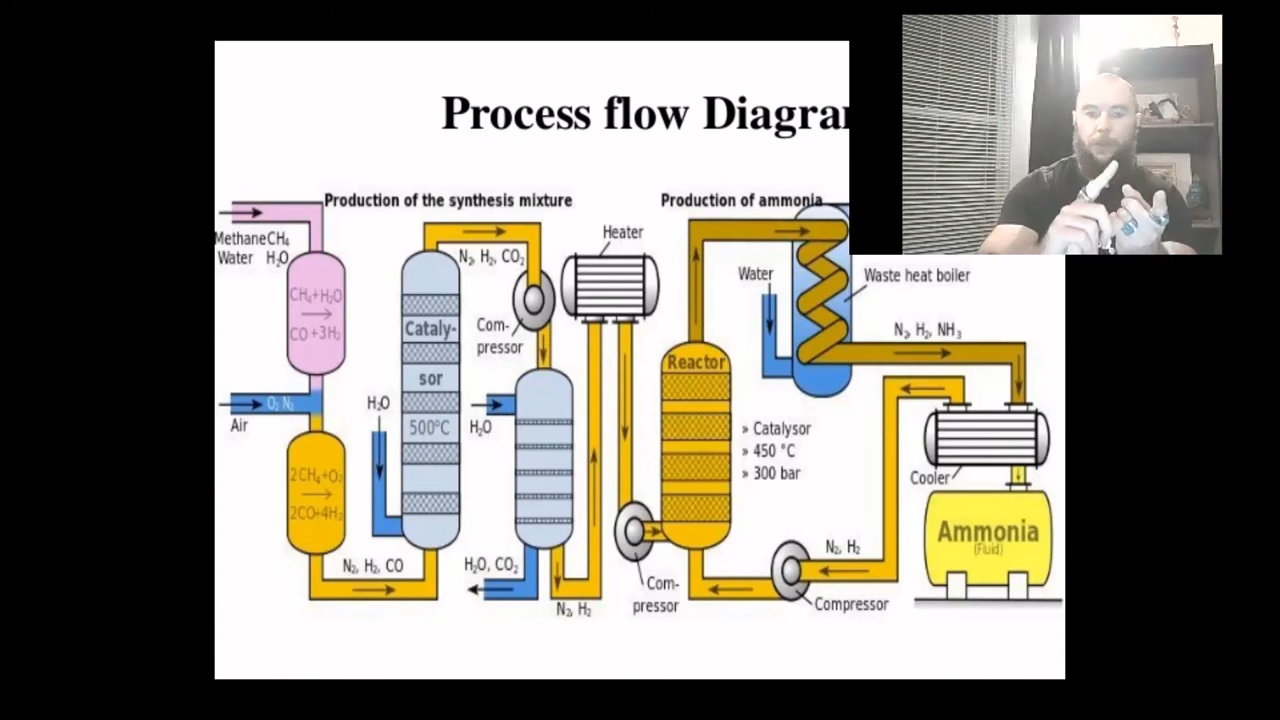 Process flow Diagra
Production of the synthesis mixture
Production of ammonia
Methane CH₄
Water H₂O
CH₄+H₂O
CO+3H₂
O₂ N₂
Air
2CH₄+O₂
2CO+4H₂
N₂, H₂, CO
H₂O
Cataly-
sor
500°C
N₂, H₂, CO₂
Com-
pressor
H₂O
H₂O, CO₂
N₂, H₂
Heater
Com-
pressor
Reactor
» Catalysor
» 450 °C
» 300 bar
Water
Waste heat boiler
N₂, H₂, NH₃
Cooler
N₂, H₂
Compressor
Ammonia
(Fluid)